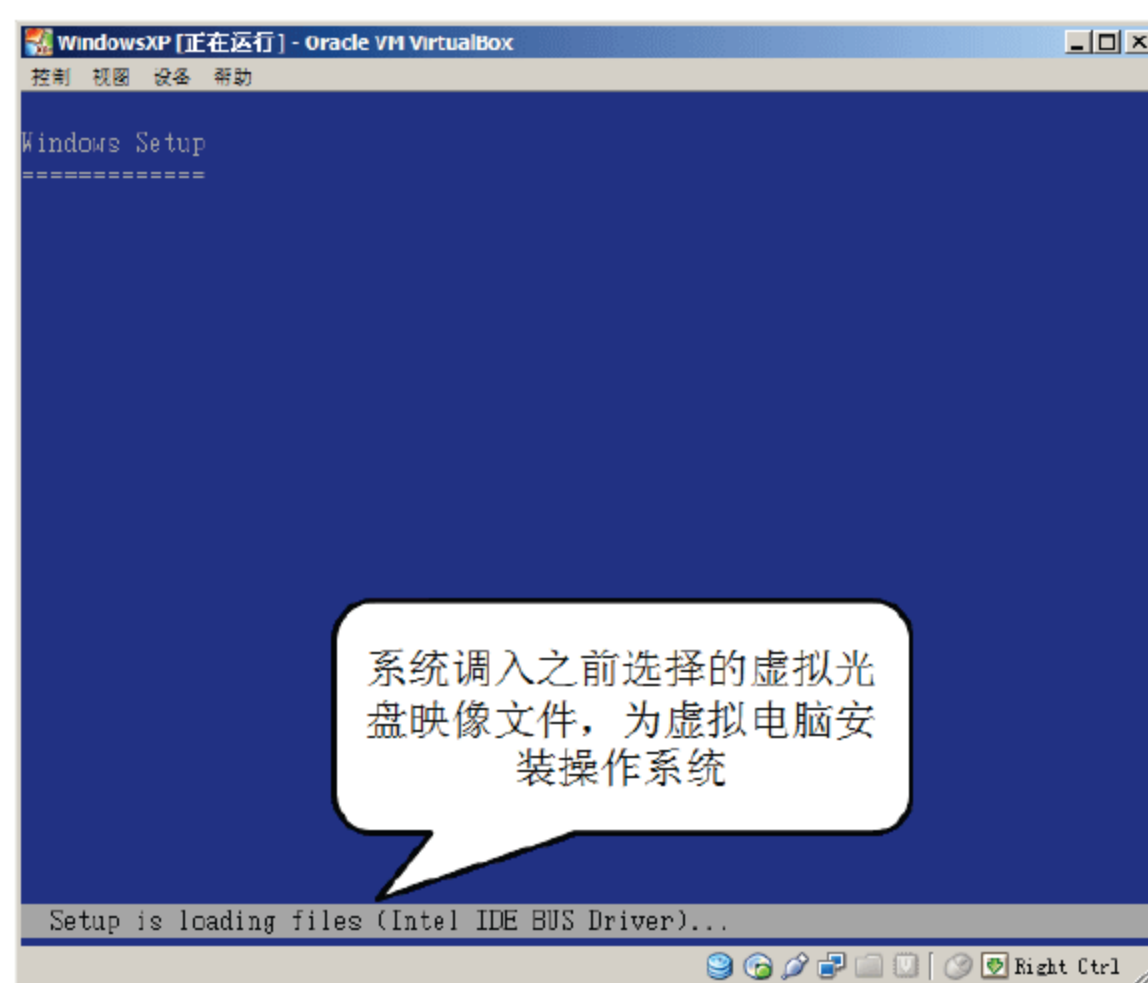 WindowsXP [正在运行] - Oracle VM VirtualBox
控制 视图 设备 帮助
Windows Setup
=============
系统调入之前选择的虚拟光
盘映像文件，为虚拟电脑安
装操作系统
Setup is loading files (Intel IDE BUS Driver)...
Right Ctrl